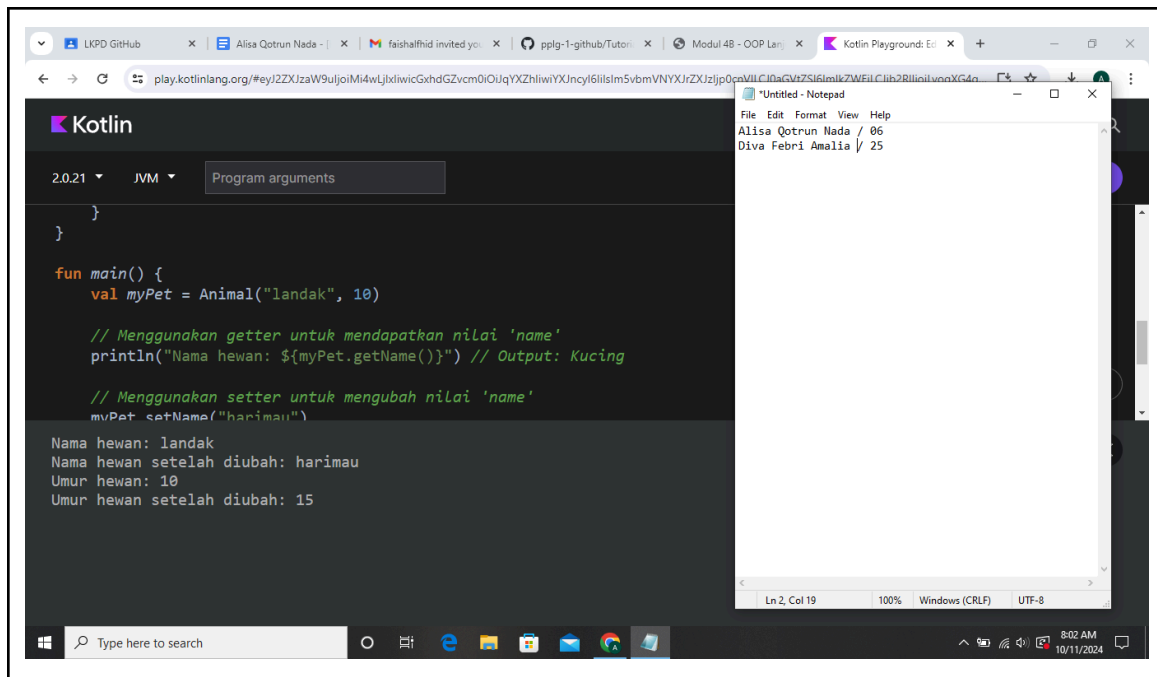 LKPD GitHub
Alisa Qotrun Nada - [
faishalfhid invited you
pplg-1-github/Tutori
Modul 4B - OOP Lanj
Kotlin Playground: Ed
*Untitled - Notepad
File Edit Format View Help
Alisa Qotrun Nada / 06
Diva Febri Amalia / 25
Ln 2, Col 19 100% Windows (CRLF) UTF-8
Kotlin
2.0.21 JVM Program arguments
}
}
fun main() {
val myPet = Animal("landak", 10)
// Menggunakan getter untuk mendapatkan nilai 'name'
println("Nama hewan: ${myPet.getName()}") // Output: Kucing
// Menggunakan setter untuk mengubah nilai 'name'
myPet.setName("harimau")
Nama hewan: landak
Nama hewan setelah diubah: harimau
Umur hewan: 10
Umur hewan setelah diubah: 15
Type here to search
8:02 AM
10/11/2024